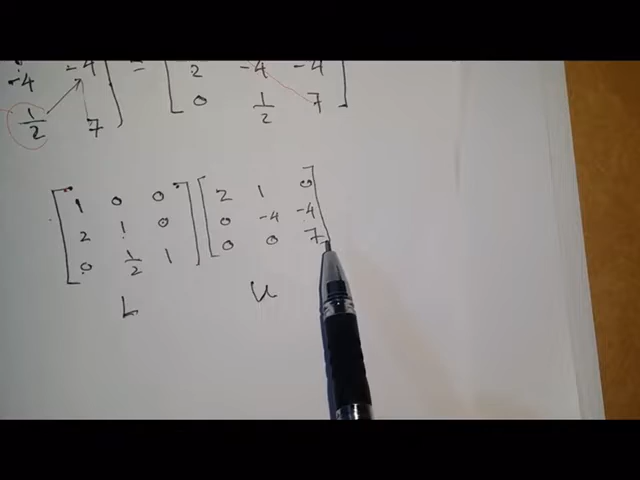 -4 -4 ] = [ 2 -4 -4 ]
1/2 7 ] [ 0 1/2 7 ]
[ 1 0 0 ] [ 2 1 0 ]
[ 2 1 0 ] [ 0 -4 -4 ]
[ 0 1/2 1 ] [ 0 0 7 ]
L U